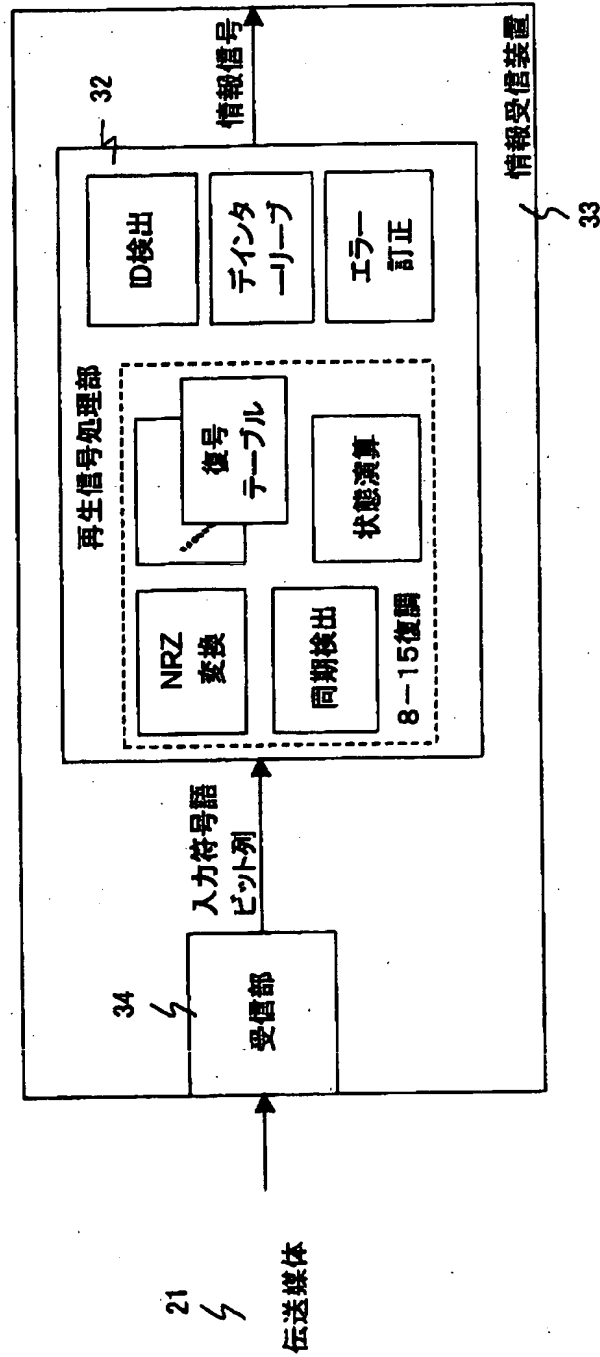 21
伝送媒体
34
受信部
入力符号語
ビット列
再生信号処理部
32
NRZ
変換
復号
テーブル
同期検出
状態演算
8－15復調
ID検出
デインタ
ーリーブ
エラー
訂正
情報信号
情報受信装置
33